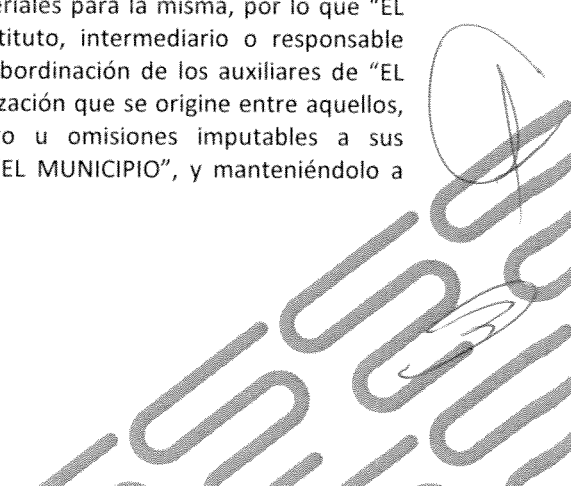 eriales para la misma, por lo que "EL
tituto, intermediario o responsable
bordinación de los auxiliares de "EL
zación que se origine entre aquellos,
o u omisiones imputables a sus
EL MUNICIPIO", y manteniéndolo a